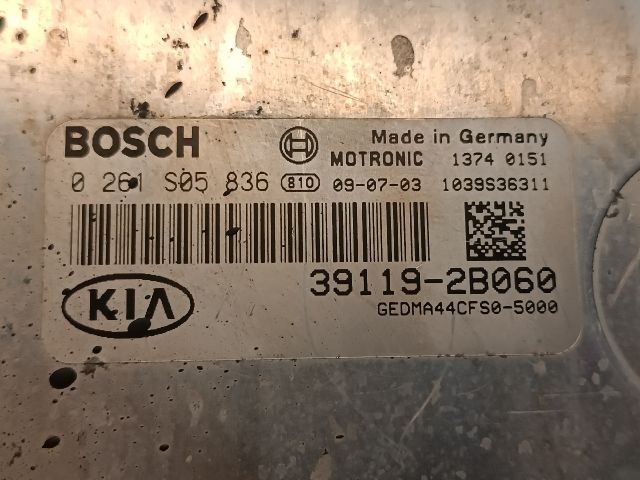 BOSCH Made in Germany
MOTRONIC 1374 0151
0 261 S05 836 810 09-07-03 1039S36311
39119-2B060
KIA GEDMA44CFS0-5000